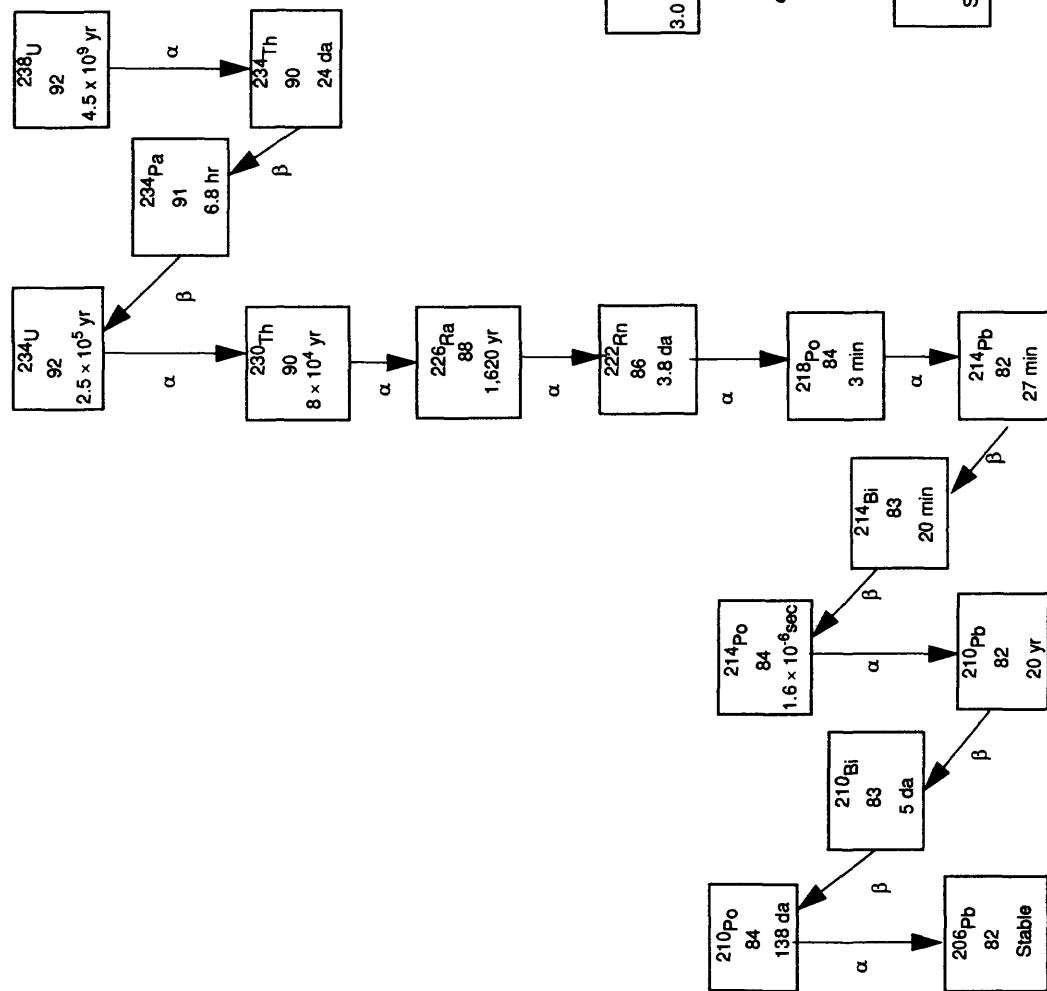 238U
92
4.5 x 10⁹ yr
α
234Th
90
24 da
β
234Pa
91
6.8 hr
β
234U
92
2.5 × 10⁵ yr
α
230Th
90
8 × 10⁴ yr
α
226Ra
88
1,620 yr
α
222Rn
86
3.8 da
α
218Po
84
3 min
α
214Pb
82
27 min
β
214Bi
83
20 min
β
214Po
84
1.6 × 10⁻⁶sec
α
210Pb
82
20 yr
β
210Bi
83
5 da
β
210Po
84
138 da
α
206Pb
82
Stable
3.0
S